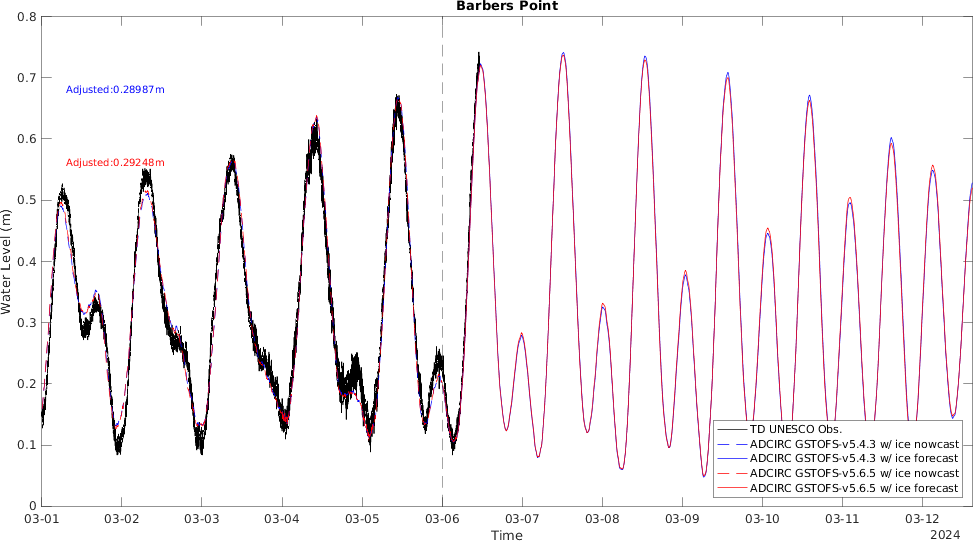 Barbers Point
0.8
0.7
0.6
0.5
0.4
0.3
0.2
0.1
0
Water Level (m)
Adjusted:0.28987m
Adjusted:0.29248m
TD UNESCO Obs.
ADCIRC GSTOFS-v5.4.3 w/ ice nowcast
ADCIRC GSTOFS-v5.4.3 w/ ice forecast
ADCIRC GSTOFS-v5.6.5 w/ ice nowcast
ADCIRC GSTOFS-v5.6.5 w/ ice forecast
03-01 03-02 03-03 03-04 03-05 03-06 03-07 03-08 03-09 03-10 03-11 03-12
Time
2024